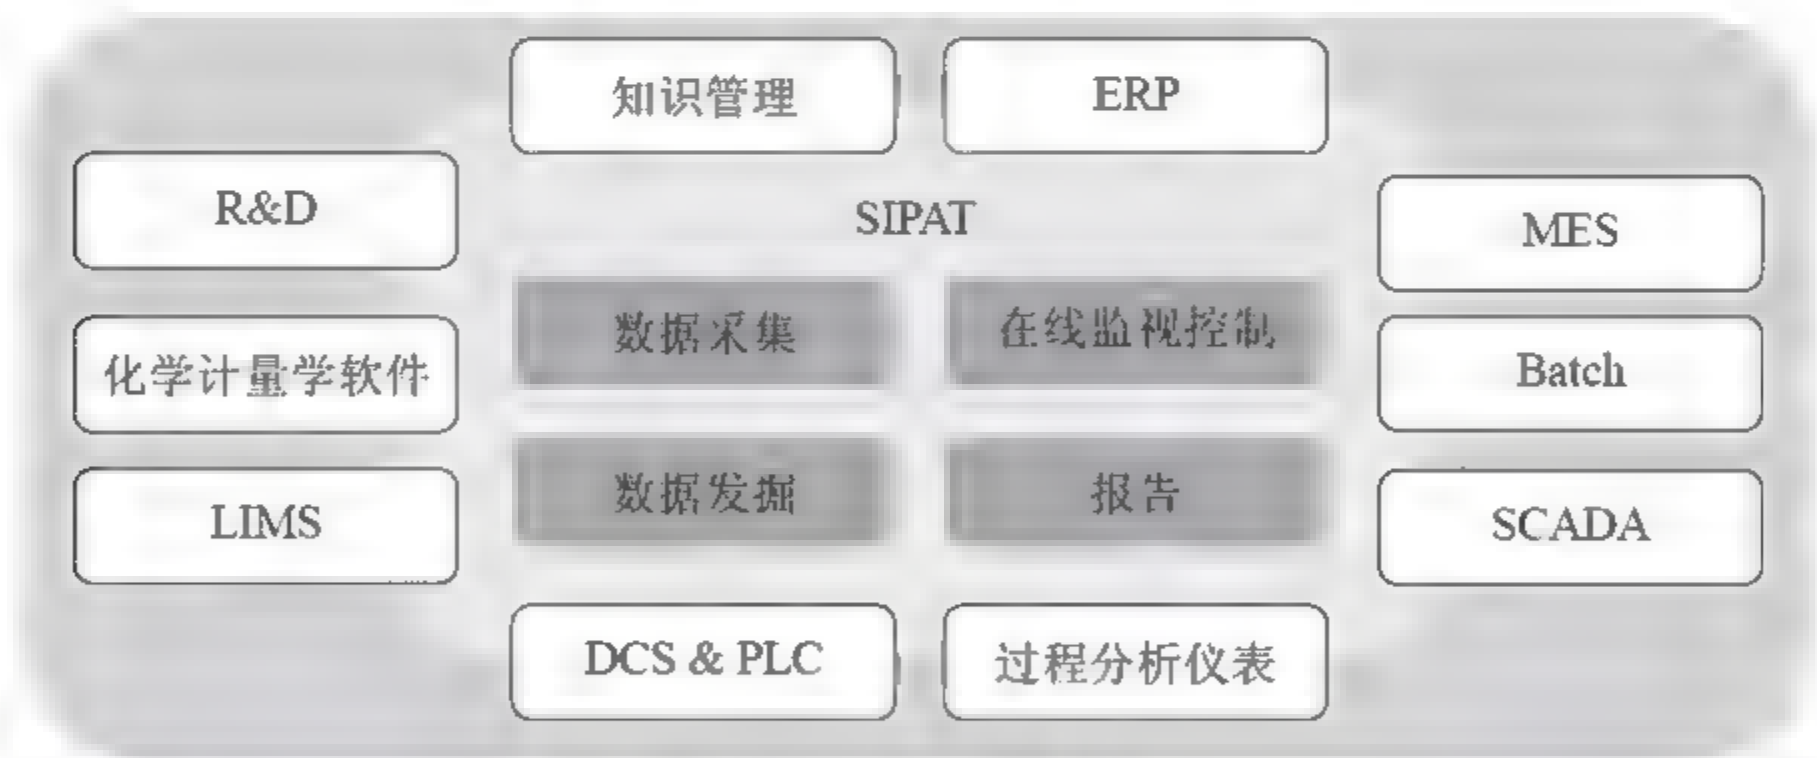 知识管理
ERP
R&D
SIPAT
MES
数据采集
在线监视控制
化学计量学软件
Batch
数据发掘
报告
LIMS
SCADA
DCS & PLC
过程分析仪表